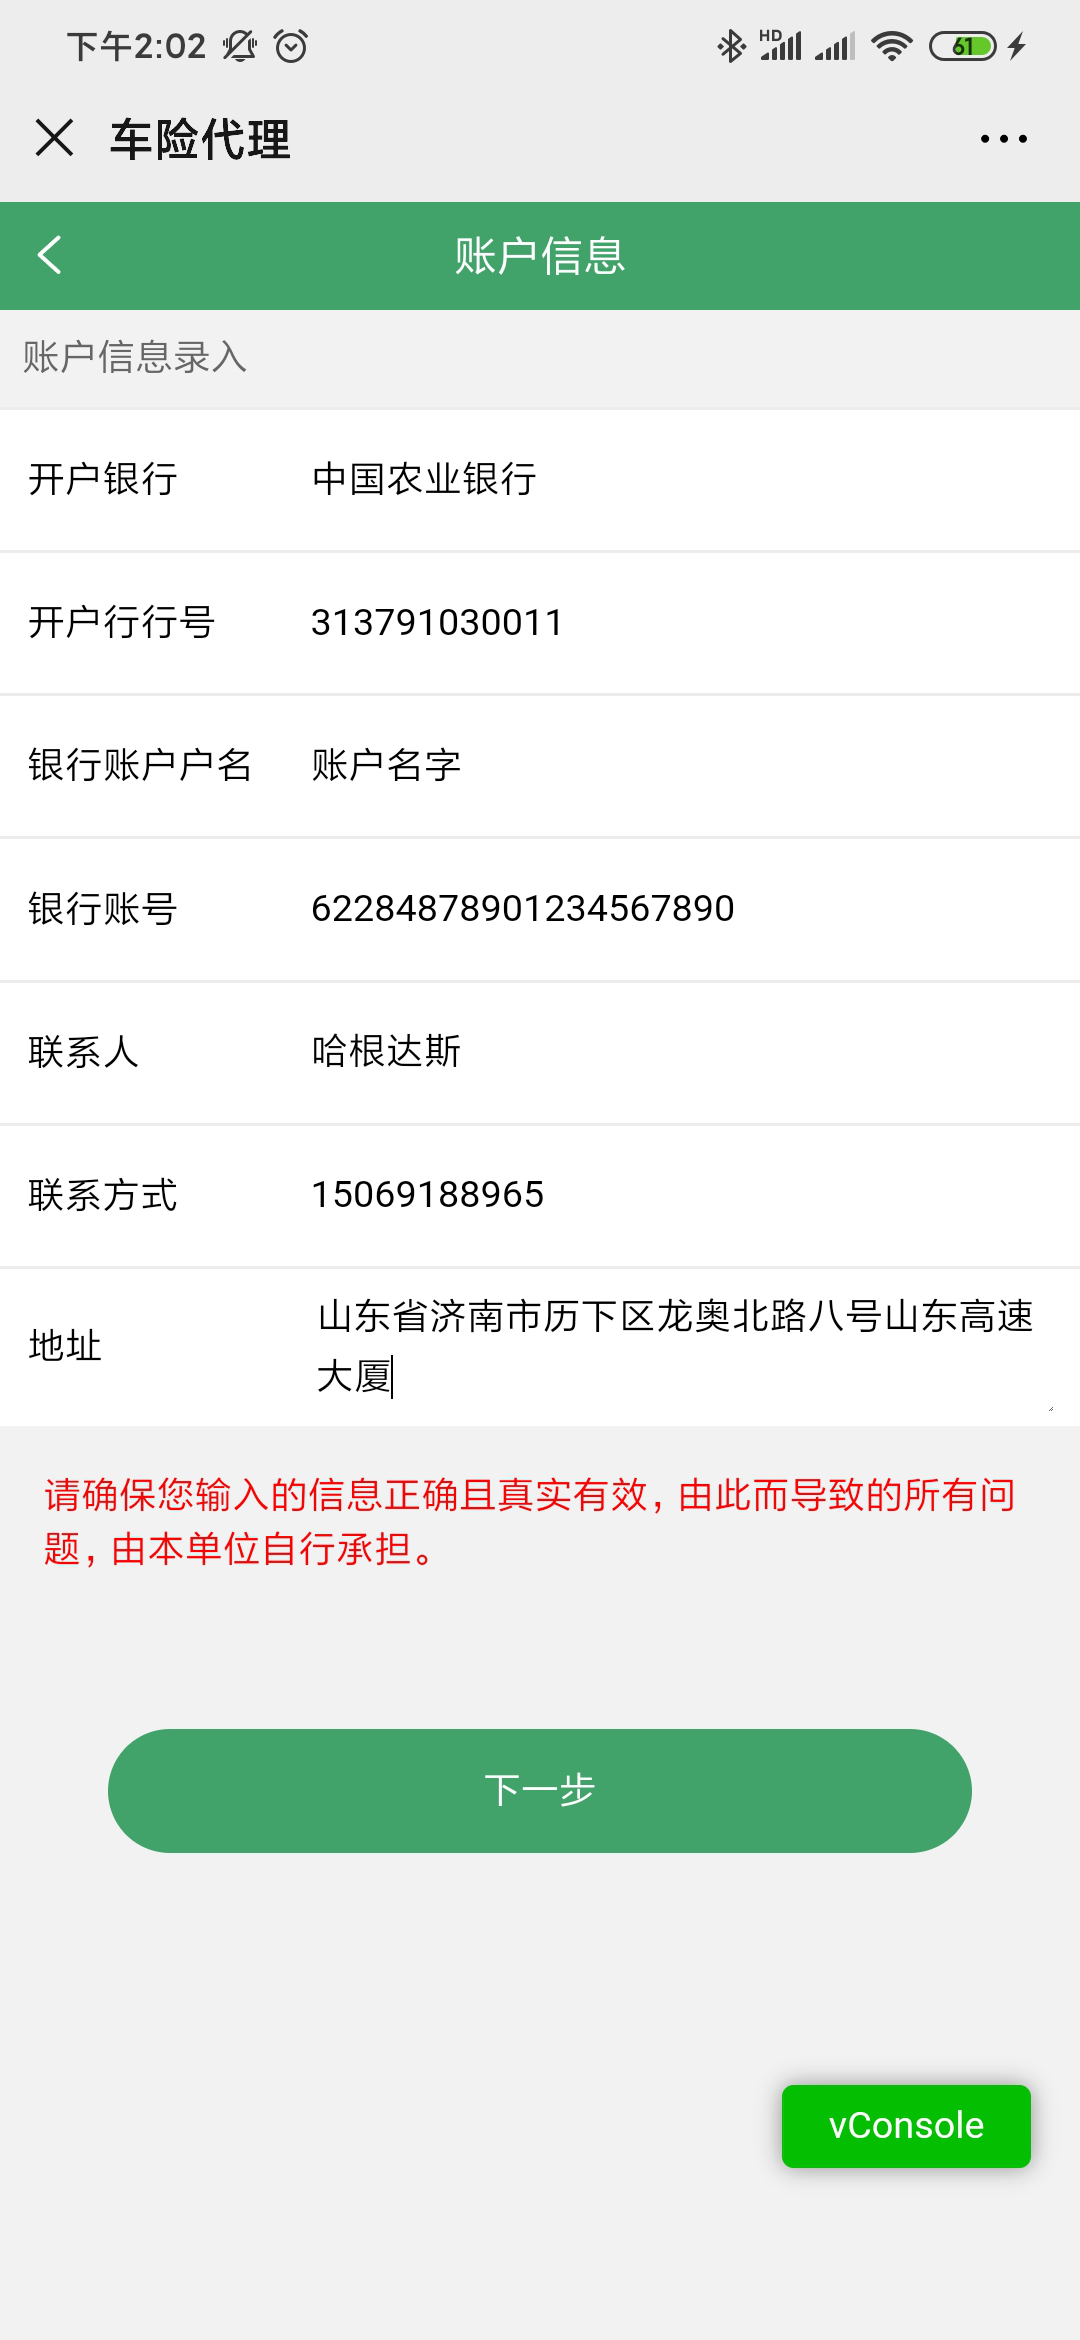 下午2:02 HD 61
车险代理
账户信息
账户信息录入
开户银行 中国农业银行
开户行行号 313791030011
银行账户户名 账户名字
银行账号 62284878901234567890
联系人 哈根达斯
联系方式 15069188965
地址 山东省济南市历下区龙奥北路八号山东高速
大厦
请确保您输入的信息正确且真实有效,由此而导致的所有问
题,由本单位自行承担。
下一步
vConsole